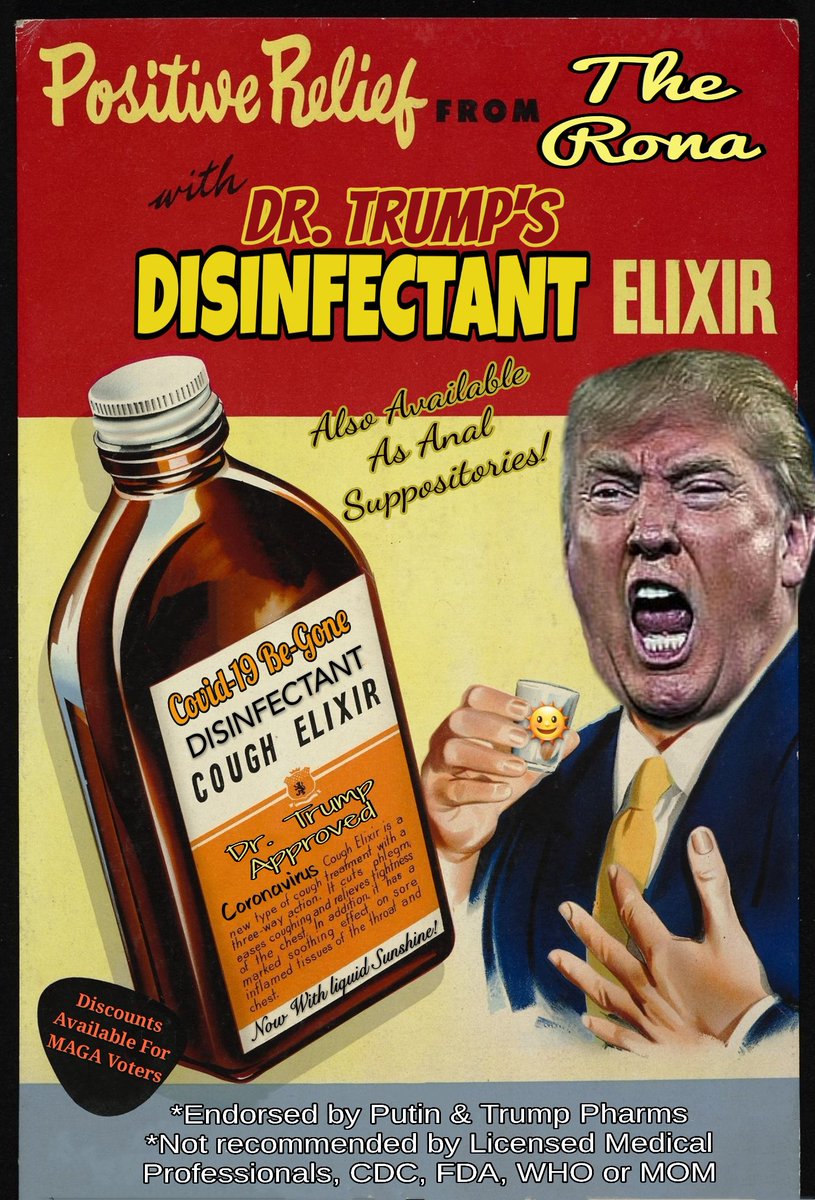 Positive Relief FROM The
Rona
with
DR. TRUMP'S
DISINFECTANT ELIXIR
Also Available
As Anal
Suppositories!
Covid-19 Be-Gone
DISINFECTANT
COUGH ELIXIR
Dr. Trump
Approved
Coronavirus Cough Elixir is a
new type of cough treatment with a
three-way action. It cuts phlegm,
eases coughing and relieves tightness
of the chest. In addition, it has a
marked soothing effect on sore
inflamed tissues of the throat and
chest.
Now With liquid Sunshine!
Discounts
Available For
MAGA Voters
*Endorsed by Putin & Trump Pharms
*Not recommended by Licensed Medical
Professionals, CDC, FDA, WHO or MOM